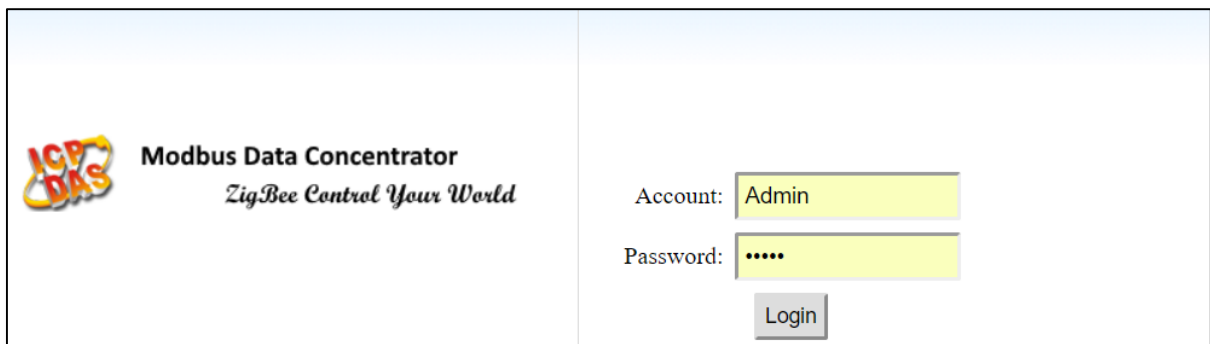 ICP
DAS
Modbus Data Concentrator
ZigBee Control Your World
Account: Admin
Password: •••••
Login